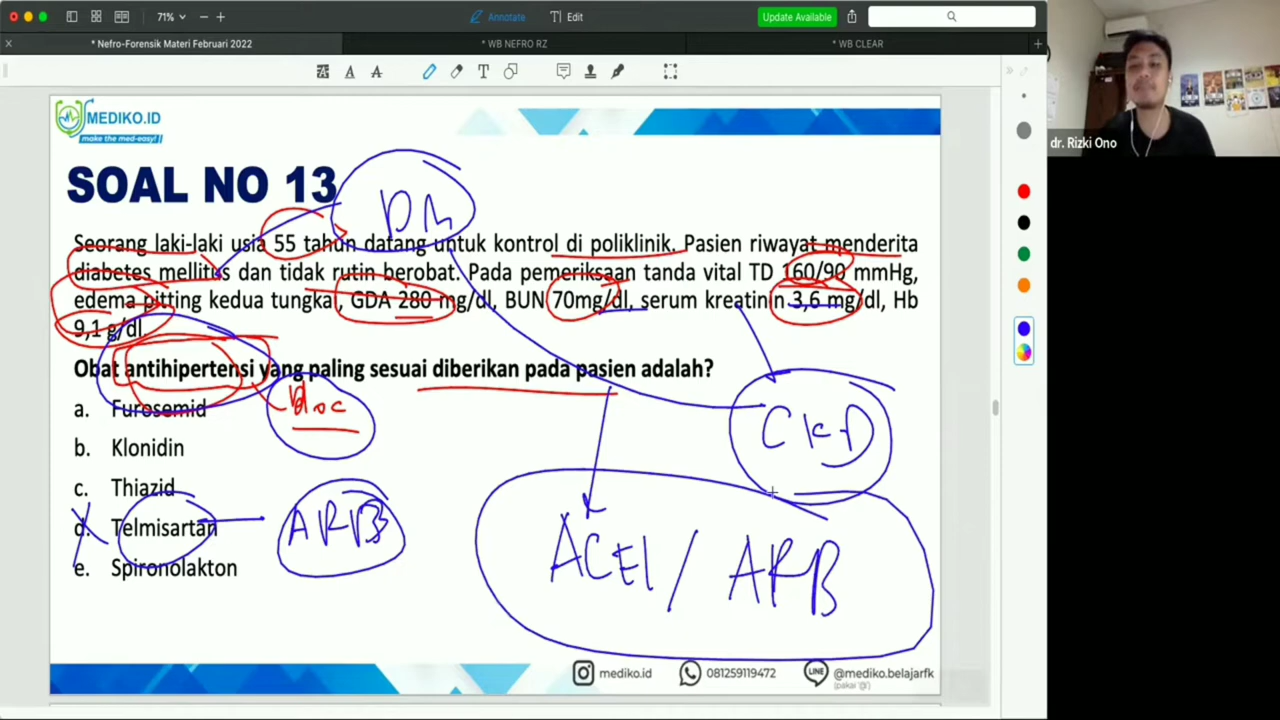 71%
Annotate
Edit
Update Available
* Nefro-Forensik Materi Februari 2022
* WB NEFRO RZ
* WB CLEAR
MEDIKO.ID
make the med-easy!
dr. Rizki Ono
SOAL NO 13
DM
Seorang laki-laki usia 55 tahun datang untuk kontrol di poliklinik. Pasien riwayat menderita
diabetes mellitus dan tidak rutin berobat. Pada pemeriksaan tanda vital TD 160/90 mmHg,
edema pitting kedua tungkai, GDA 280 mg/dl, BUN 70mg/dl, serum kreatinin 3,6 mg/dl, Hb
9,1 g/dl.
Obat antihipertensi yang paling sesuai diberikan pada pasien adalah?
a. Furosemid
DOC
CKD
b. Klonidin
c. Thiazid
d. Telmisartan
ARB
ACEI / ARB
e. Spironolakton
mediko.id
081259119472
@mediko.belajarfk
(pakai '@')